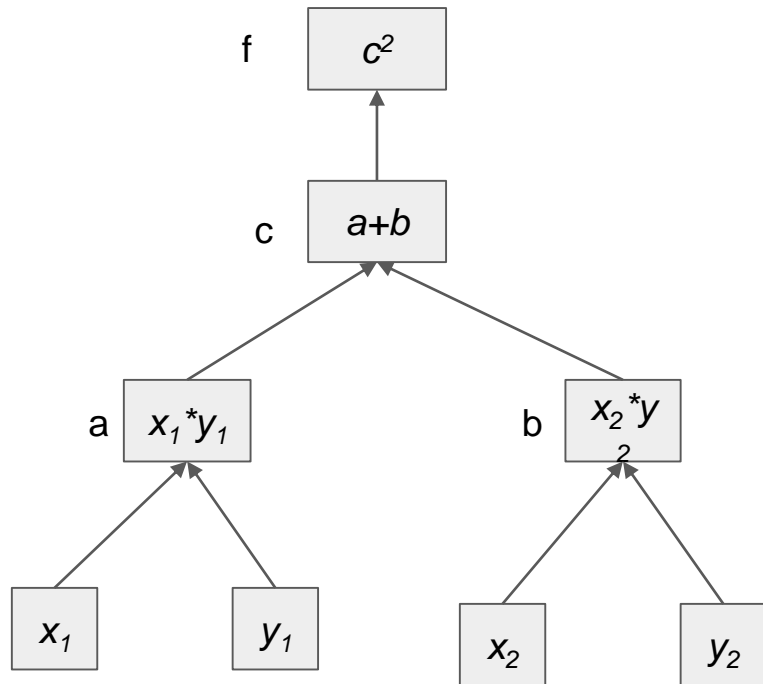 f
c²
c
a+b
a
x₁*y₁
b
x₂*y
₂
x₁
y₁
x₂
y₂